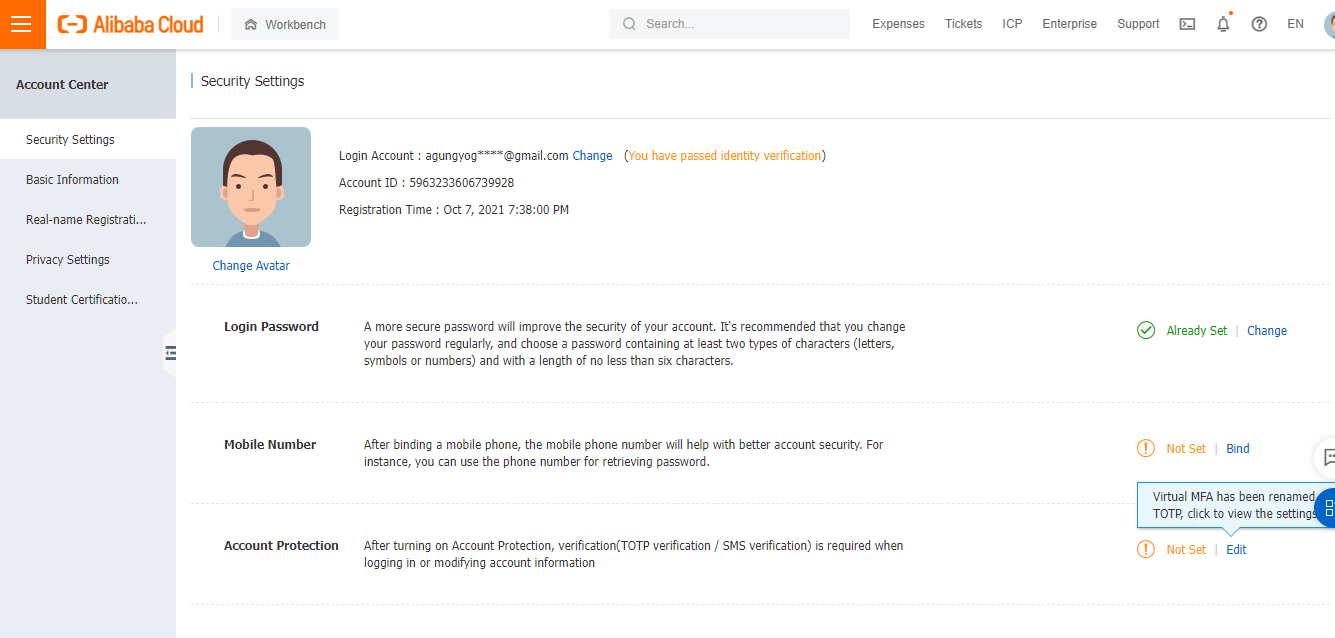 Alibaba Cloud
Workbench
Search...
Expenses
Tickets
ICP
Enterprise
Support
EN
Account Center
Security Settings
Basic Information
Real-name Registrati...
Privacy Settings
Student Certificatio...
Security Settings
Login Account : agungyog****@gmail.com Change (You have passed identity verification)
Account ID : 5963233606739928
Registration Time : Oct 7, 2021 7:38:00 PM
Change Avatar
Login Password
A more secure password will improve the security of your account. It's recommended that you change
your password regularly, and choose a password containing at least two types of characters (letters,
symbols or numbers) and with a length of no less than six characters.
Already Set | Change
Mobile Number
After binding a mobile phone, the mobile phone number will help with better account security. For
instance, you can use the phone number for retrieving password.
Not Set | Bind
Virtual MFA has been renamed
TOTP, click to view the settings
Account Protection
After turning on Account Protection, verification(TOTP verification / SMS verification) is required when
logging in or modifying account information
Not Set | Edit